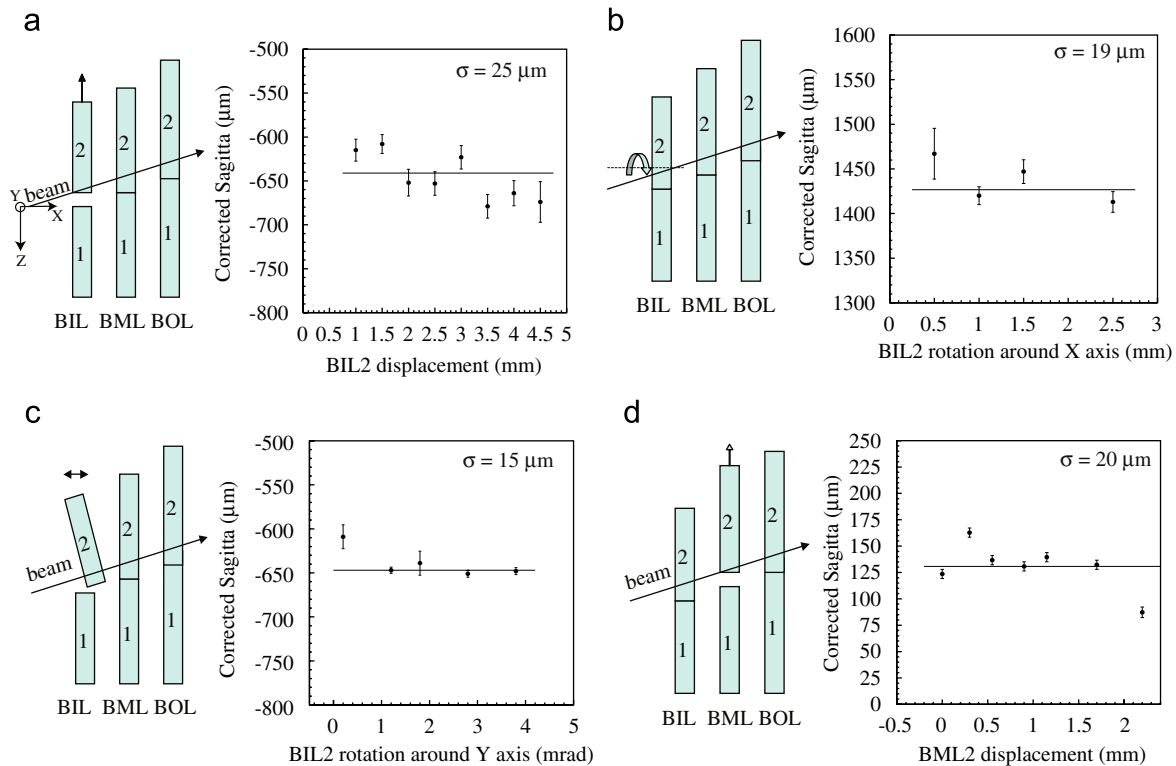 a
2 2 2
Y beam
X
Z
1 1 1
BIL BML BOL
σ = 25 μm
Corrected Sagitta (μm)
-500
-550
-600
-650
-700
-750
-800
0 0.5 1 1.5 2 2.5 3 3.5 4 4.5 5
BIL2 displacement (mm)
b
2 2 2
beam
1 1 1
BIL BML BOL
σ = 19 μm
Corrected Sagitta (μm)
1600
1550
1500
1450
1400
1350
1300
0 0.5 1 1.5 2 2.5 3
BIL2 rotation around X axis (mm)
c
2 2 2
beam
1 1 1
BIL BML BOL
σ = 15 μm
Corrected Sagitta (μm)
-500
-550
-600
-650
-700
-750
-800
0 1 2 3 4 5
BIL2 rotation around Y axis (mrad)
d
2 2 2
beam
1 1 1
BIL BML BOL
σ = 20 μm
Corrected Sagitta (μm)
250
225
200
175
150
125
100
75
50
25
0
-0.5 0 0.5 1 1.5 2
BML2 displacement (mm)